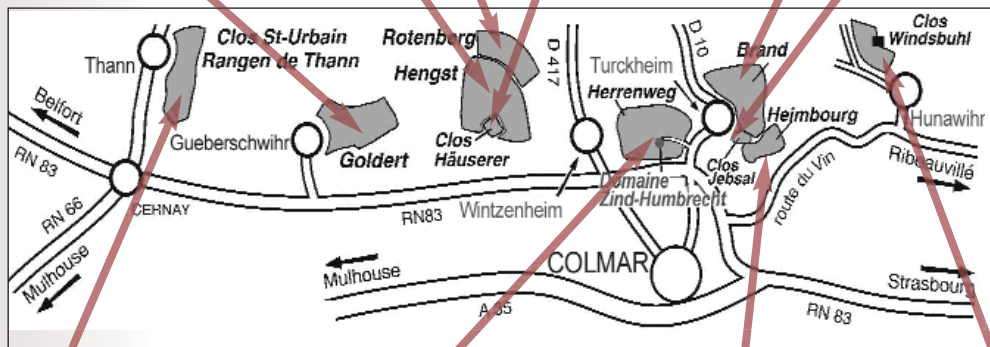 Thann
Clos St-Urbain
Rangen de Thann
Belfort
RN 83
RN 66
Mulhouse
CERNAY
Gueberschwihr
Goldert
Rotenberg
Hengst
Clos
Häuserer
RN83
D 417
Wintzenheim
Turckheim
D 10
Herrenweg
Domaine
Zind-Humbrecht
Brand
Clos
Jebsal
Heimbourg
route du Vin
Clos
Windsbuhl
Hunawihr
Ribeauvillé
Mulhouse
COLMAR
A 35
Strasbourg
RN 83